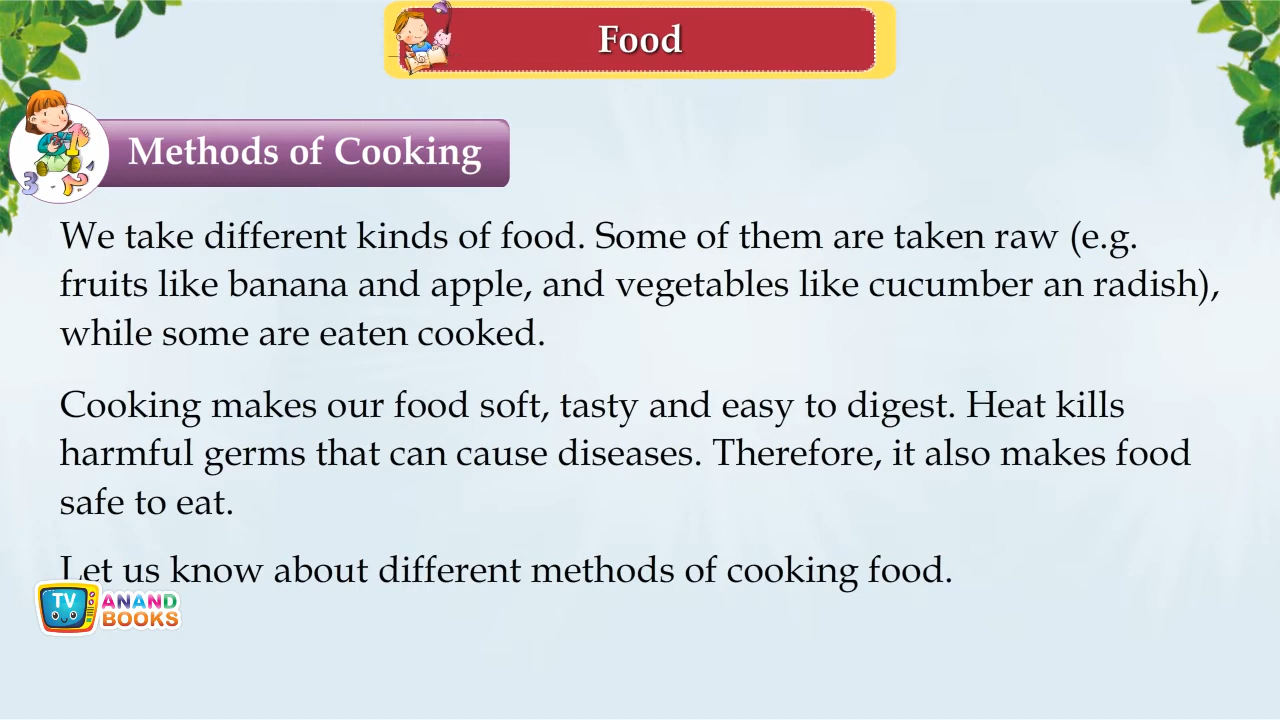 Food
Methods of Cooking
We take different kinds of food. Some of them are taken raw (e.g.
fruits like banana and apple, and vegetables like cucumber an radish),
while some are eaten cooked.
Cooking makes our food soft, tasty and easy to digest. Heat kills
harmful germs that can cause diseases. Therefore, it also makes food
safe to eat.
Let us know about different methods of cooking food.
TV
ANAND
BOOKS